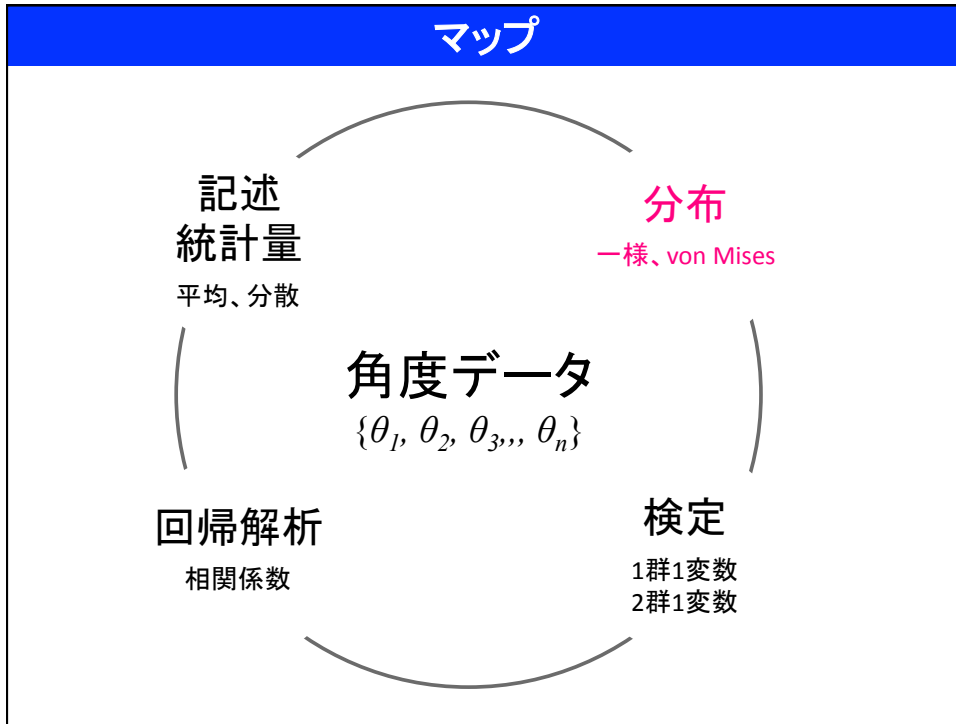 マップ
記述
統計量
平均、分散
分布
一様、von Mises
角度データ
{θ1, θ2, θ3,,, θn}
回帰解析
相関係数
検定
1群1変数
2群1変数